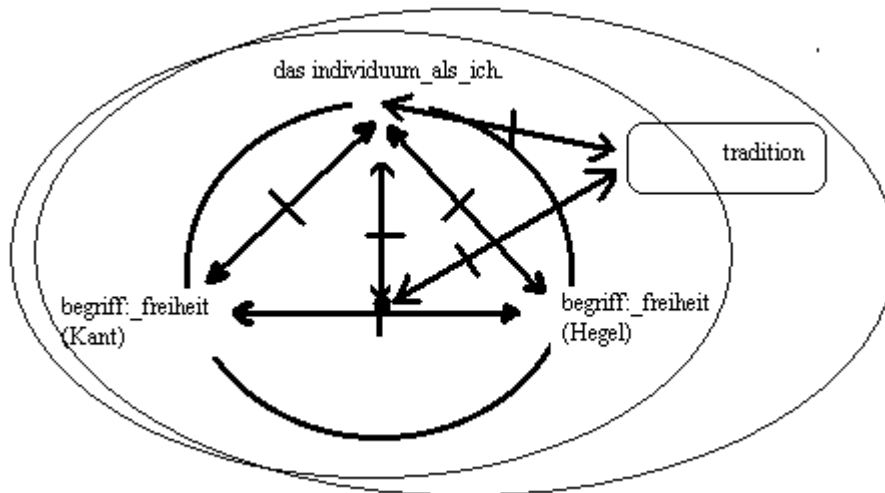 das individuum_als_ich.
tradition
begriff:_freiheit
(Kant)
begriff:_freiheit
(Hegel)